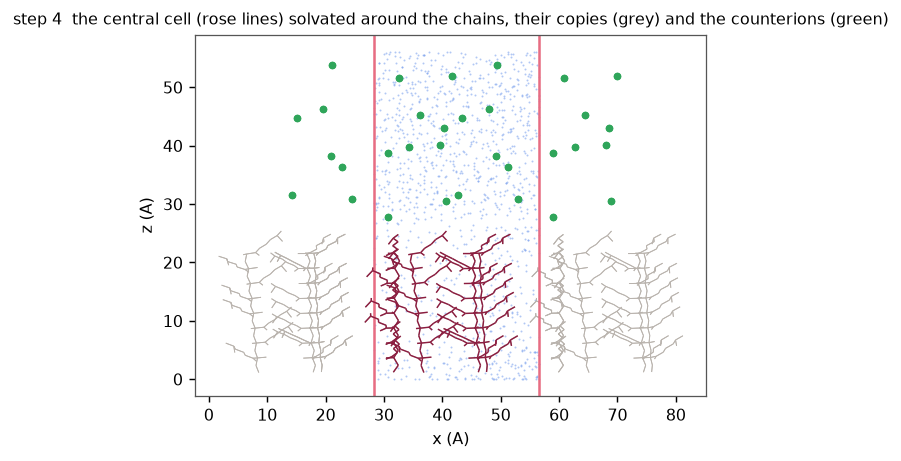 step 4  the central cell (rose lines) solvated around the chains, their copies (grey) and the counterions (green)
z (A)
50
40
30
20
10
0
0 10 20 30 40 50 60 70 80
x (A)